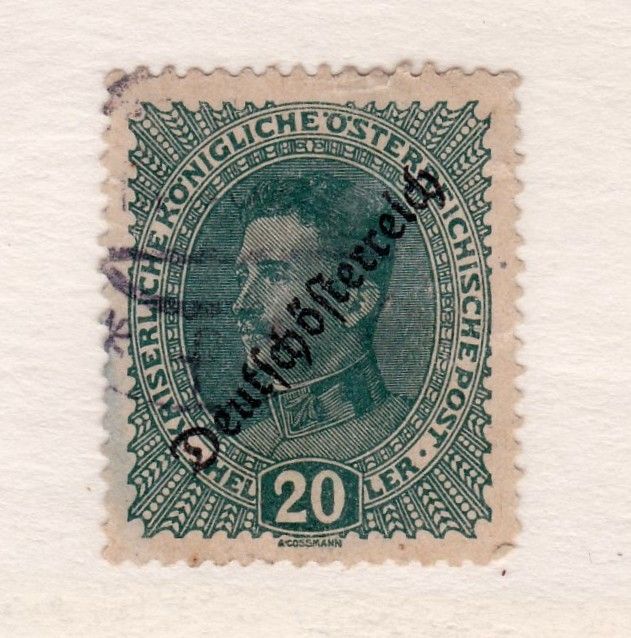 KAISERLICHE KÖNIGLICHE ÖSTERREICHISCHE POST ·
Deutschösterreich
HELLER
20
A.COSSMANN